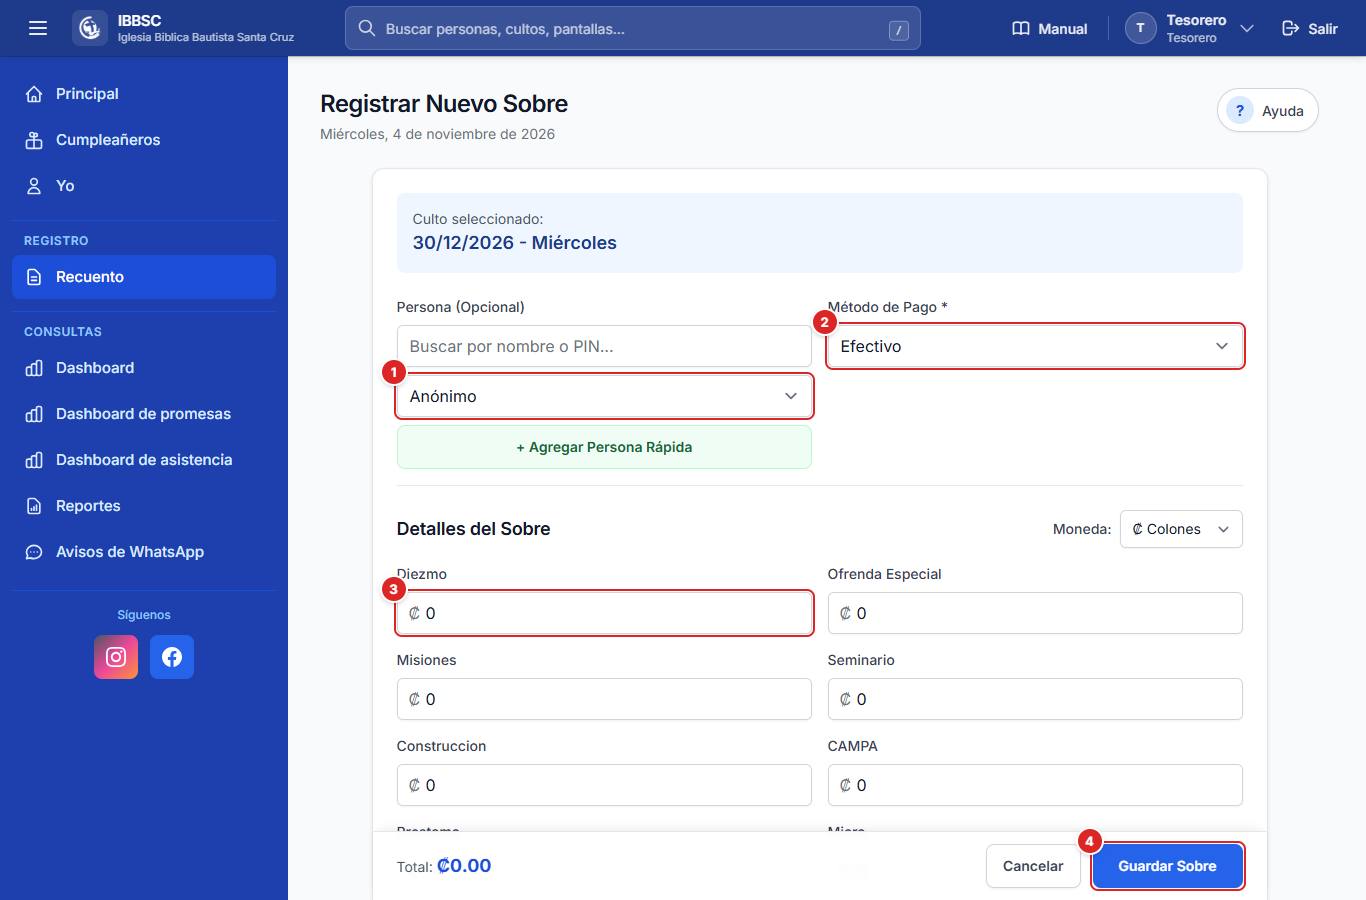 IBBSC
Iglesia Bíblica Bautista Santa Cruz
Buscar personas, cultos, pantallas...
/
Manual
T
Tesorero
Tesorero
Salir
Principal
Cumpleañeros
Yo
REGISTRO
Recuento
CONSULTAS
Dashboard
Dashboard de promesas
Dashboard de asistencia
Reportes
Avisos de WhatsApp
Síguenos
Registrar Nuevo Sobre
Miércoles, 4 de noviembre de 2026
? Ayuda
Culto seleccionado:
30/12/2026 - Miércoles
Persona (Opcional)
Buscar por nombre o PIN...
1
Anónimo
+ Agregar Persona Rápida
Método de Pago *
2
Efectivo
Detalles del Sobre
Moneda: ₡ Colones
Diezmo
3
₡ 0
Ofrenda Especial
₡ 0
Misiones
₡ 0
Seminario
₡ 0
Construccion
₡ 0
CAMPA
₡ 0
Total: ₡0.00
Cancelar
4
Guardar Sobre